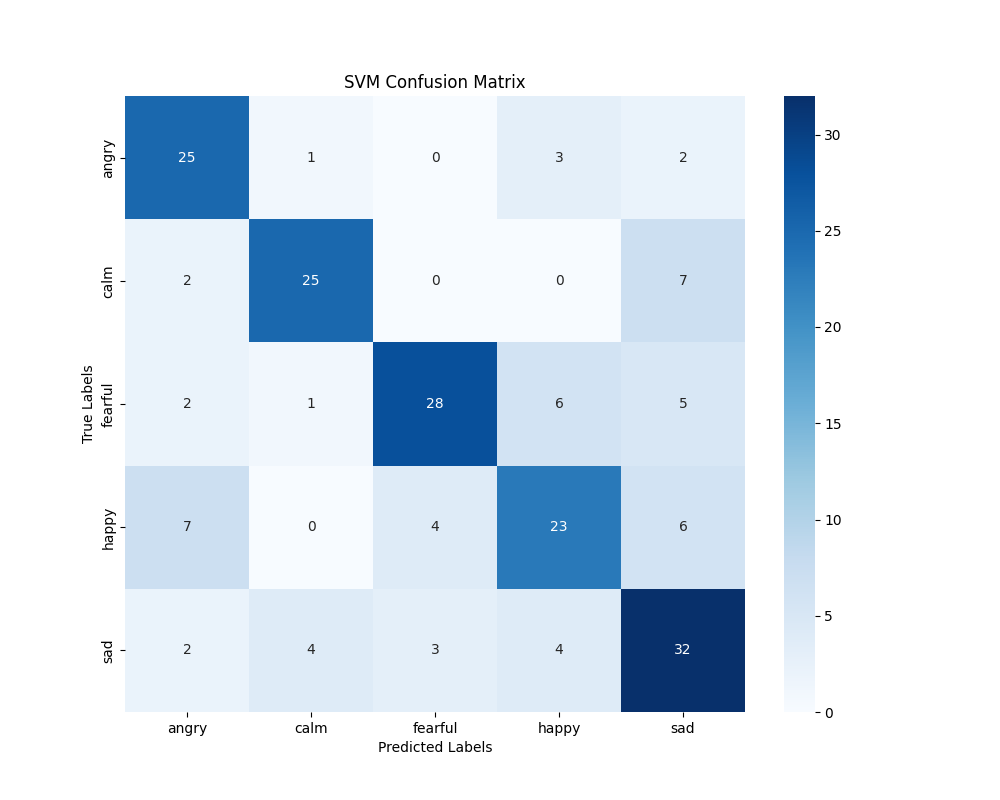 SVM Confusion Matrix
angry 25 1 0 3 2
calm 2 25 0 0 7
fearful 2 1 28 6 5
happy 7 0 4 23 6
sad 2 4 3 4 32
True Labels
angry calm fearful happy sad
Predicted Labels
30
25
20
15
10
5
0